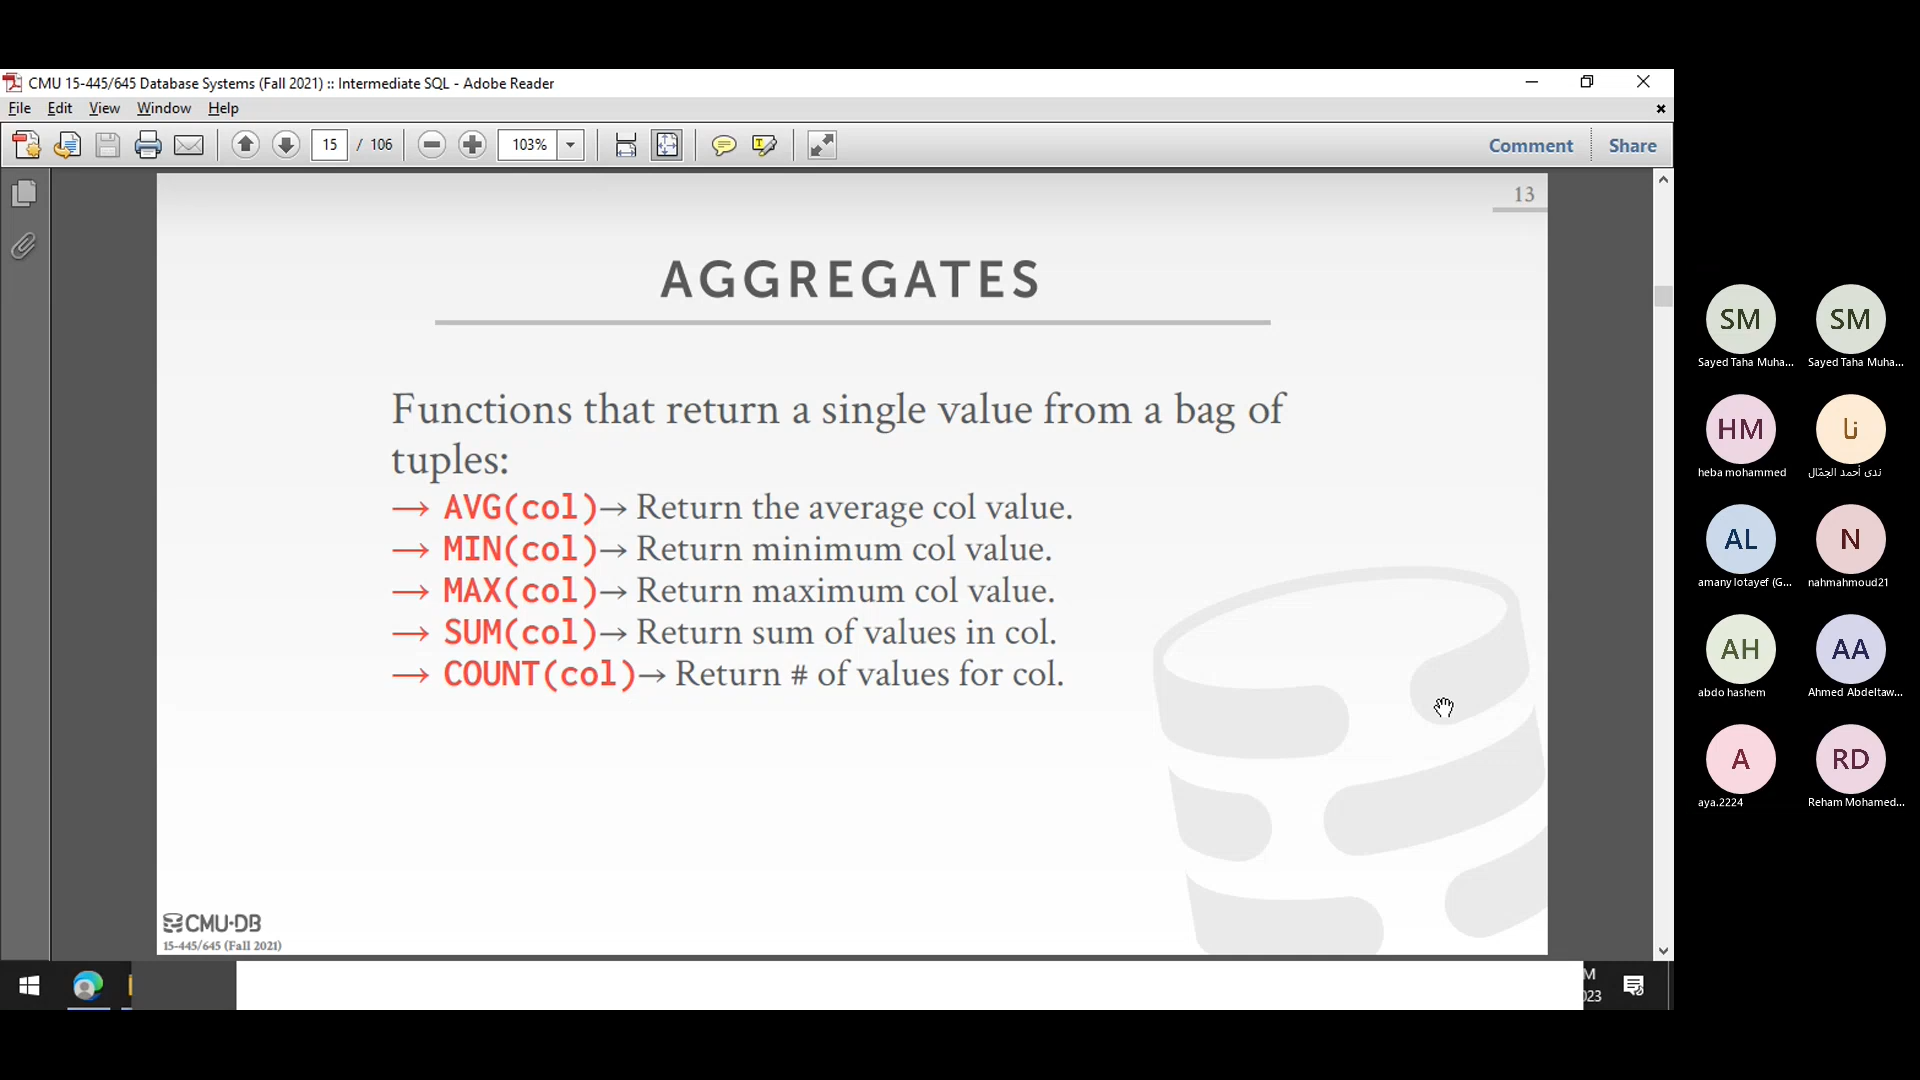 CMU 15-445/645 Database Systems (Fall 2021) :: Intermediate SQL - Adobe Reader
File Edit View Window Help
15 / 106 103% Comment Share
13
AGGREGATES
Functions that return a single value from a bag of
tuples:
→ AVG(col)→ Return the average col value.
→ MIN(col)→ Return minimum col value.
→ MAX(col)→ Return maximum col value.
→ SUM(col)→ Return sum of values in col.
→ COUNT(col)→ Return # of values for col.
CMU·DB
15-445/645 (Fall 2021)
M
023
SM SM
Sayed Taha Muha... Sayed Taha Muha...
HM نا
heba mohammed ندى أحمد الجمّال
AL N
amany lotayef (G... nahmahmoud21
AH AA
abdo hashem Ahmed Abdeltaw...
A RD
aya.2224 Reham Mohamed...